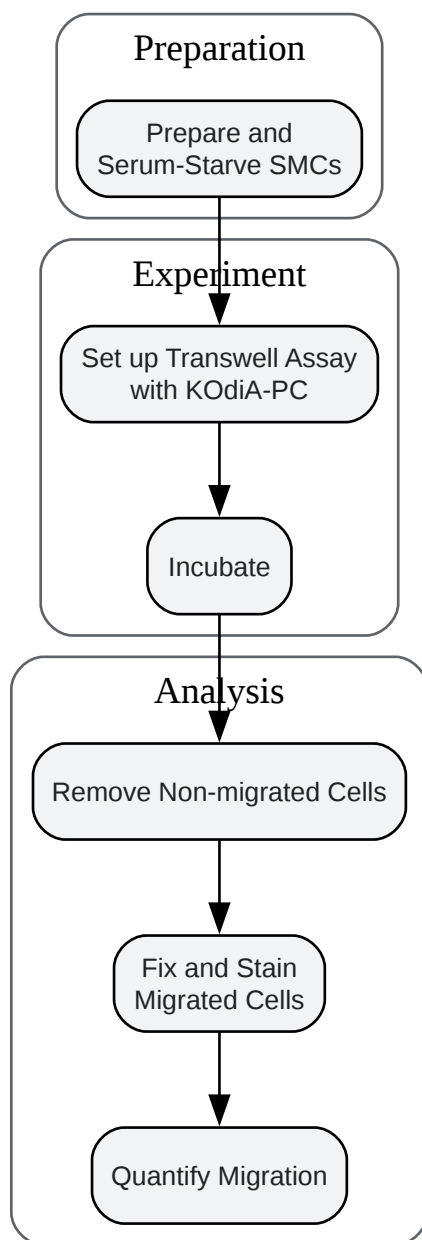 Preparation
Prepare and
Serum-Starve SMCs
Experiment
Set up Transwell Assay
with KOdiA-PC
Incubate
Analysis
Remove Non-migrated Cells
Fix and Stain
Migrated Cells
Quantify Migration